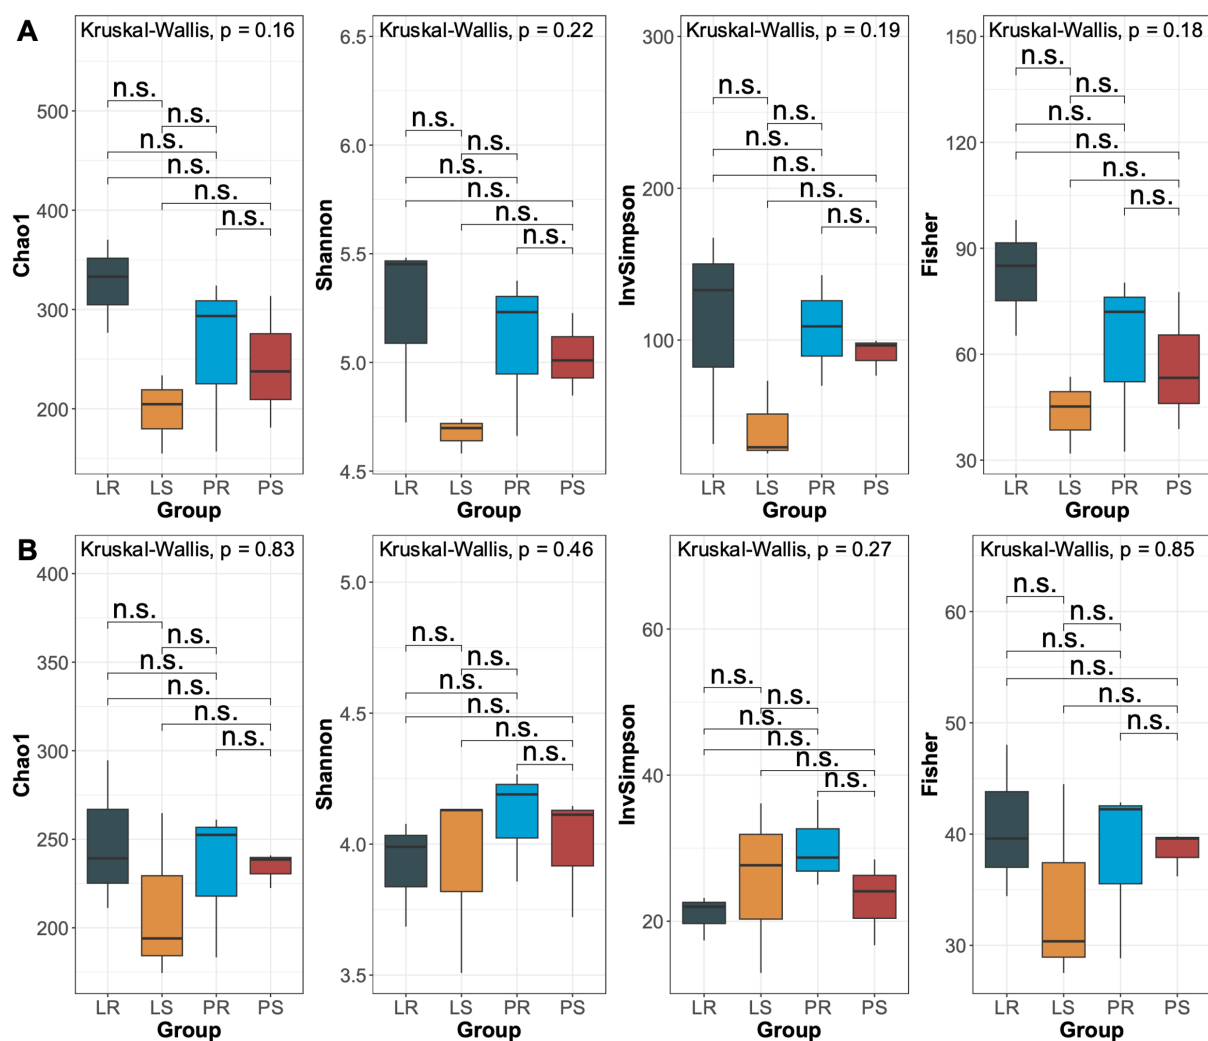 A
Kruskal-Wallis, p = 0.16
Chao1
500
400
300
200
n.s.
n.s.
n.s.
n.s.
n.s.
n.s.
LR LS PR PS
Group
Kruskal-Wallis, p = 0.22
Shannon
6.5
6.0
5.5
5.0
4.5
n.s.
n.s.
n.s.
n.s.
n.s.
n.s.
LR LS PR PS
Group
Kruskal-Wallis, p = 0.19
InvSimpson
300
200
100
n.s.
n.s.
n.s.
n.s.
n.s.
n.s.
LR LS PR PS
Group
Kruskal-Wallis, p = 0.18
Fisher
150
120
90
60
30
n.s.
n.s.
n.s.
n.s.
n.s.
n.s.
LR LS PR PS
Group
B
Kruskal-Wallis, p = 0.83
Chao1
400
350
300
250
200
n.s.
n.s.
n.s.
n.s.
n.s.
n.s.
LR LS PR PS
Group
Kruskal-Wallis, p = 0.46
Shannon
5.0
4.5
4.0
3.5
n.s.
n.s.
n.s.
n.s.
n.s.
n.s.
LR LS PR PS
Group
Kruskal-Wallis, p = 0.27
InvSimpson
60
40
20
n.s.
n.s.
n.s.
n.s.
n.s.
n.s.
LR LS PR PS
Group
Kruskal-Wallis, p = 0.85
Fisher
60
50
40
30
n.s.
n.s.
n.s.
n.s.
n.s.
n.s.
LR LS PR PS
Group